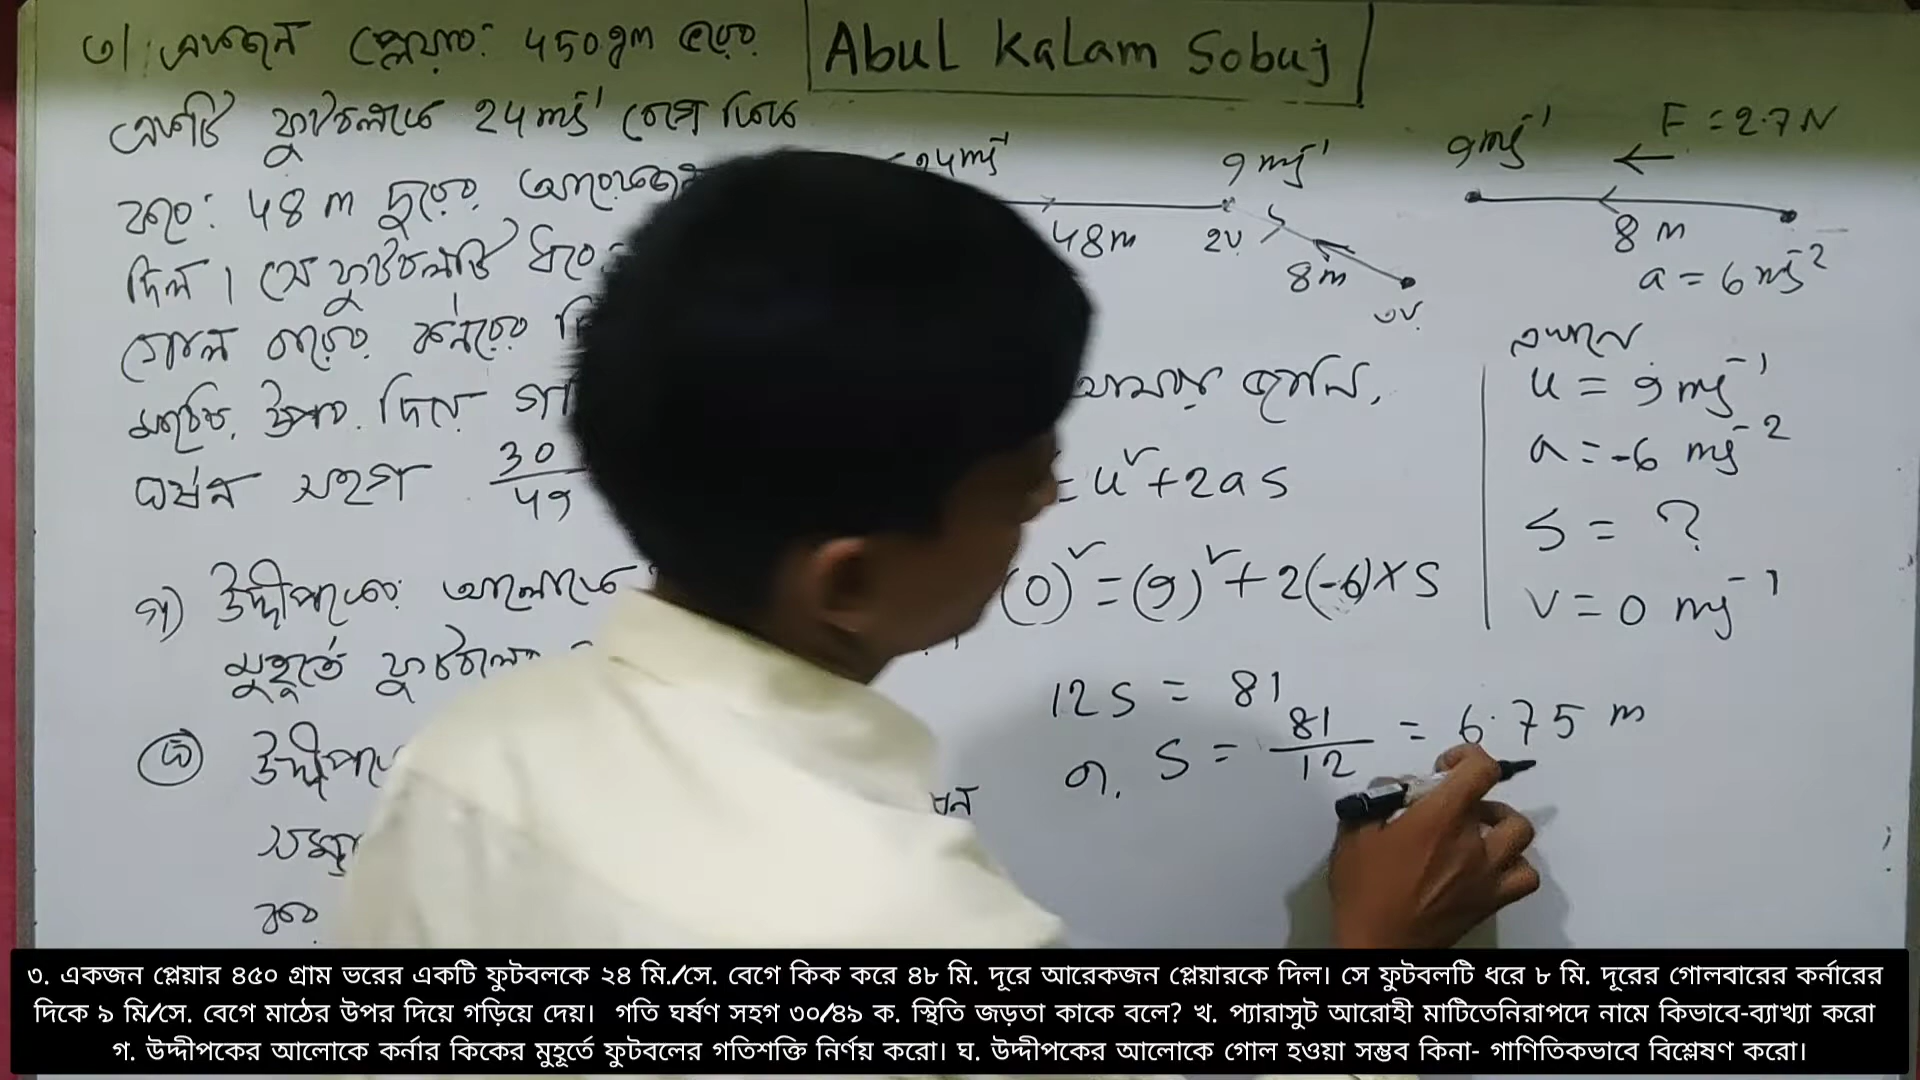 ৩। একজন প্লেয়ার 450gm ভরের
Abul Kalam Sobuj
একটি ফুটবলকে 24 ms⁻¹ বেগে কিক
করে 48 m দূরে আরেকজন
দিল। সে ফুটবলটি ধরে
গোল বারের কর্নারের
মাঠের উপর দিয়ে
ঘর্ষন সহগ 30/49
গ) উদ্দীপকের আলোকে
মুহূর্তে ফুটবলের
ঘ
24 ms⁻¹
48m
9 ms⁻¹
8m
9 ms⁻¹
F = 2.7 N
8 m
a = 6 ms⁻²
আমরা জানি,
= u² + 2as
(0)² = (9)² + 2(-6)×s
12s = 81
বা, s = 81/12 = 6.75 m
এখানে
u = 9 ms⁻¹
a = -6 ms⁻²
s = ?
v = 0 ms⁻¹
৩. একজন প্লেয়ার ৪৫০ গ্রাম ভরের একটি ফুটবলকে ২৪ মি./সে. বেগে কিক করে ৪৮ মি. দূরে আরেকজন প্লেয়ারকে দিল। সে ফুটবলটি ধরে ৮ মি. দূরের গোলবারের কর্নারের
দিকে ৯ মি/সে. বেগে মাঠের উপর দিয়ে গড়িয়ে দেয়। গতি ঘর্ষণ সহগ ৩০/৪৯ ক. স্থিতি জড়তা কাকে বলে? খ. প্যারাসুট আরোহী মাটিতেনিরাপদে নামে কিভাবে-ব্যাখ্যা করো
গ. উদ্দীপকের আলোকে কর্নার কিকের মুহূর্তে ফুটবলের গতিশক্তি নির্ণয় করো। ঘ. উদ্দীপকের আলোকে গোল হওয়া সম্ভব কিনা- গাণিতিকভাবে বিশ্লেষণ করো।